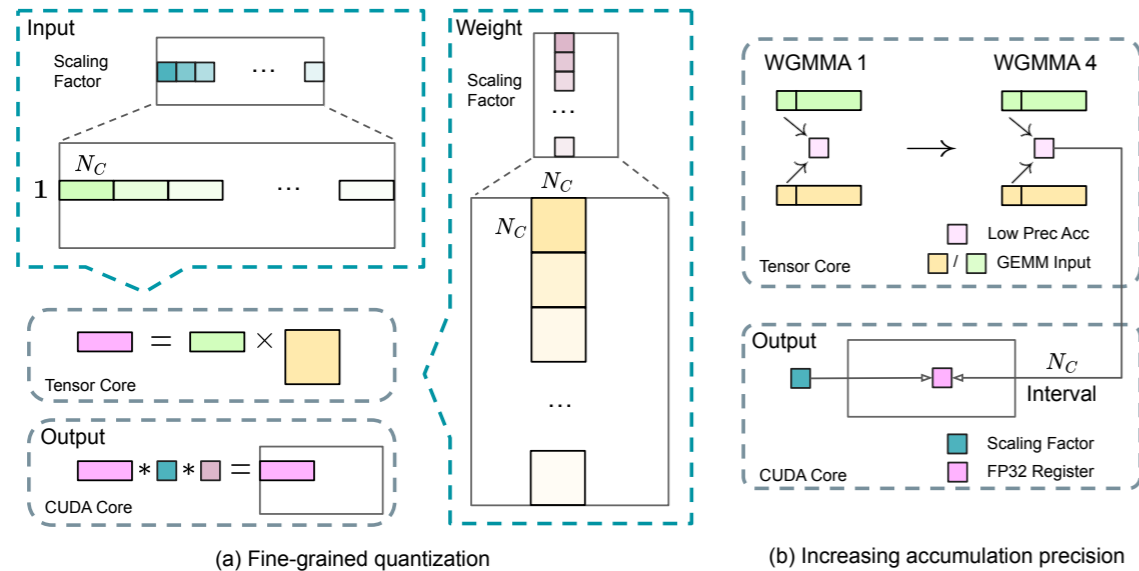 Input
Scaling
Factor
...
N_C
1
...
= ×
Tensor Core
Output
* * =
CUDA Core
Weight
Scaling
Factor
...
N_C
N_C
...
(a) Fine-grained quantization
WGMMA 1
WGMMA 4
Low Prec Acc
/ GEMM Input
Tensor Core
Output
N_C
Interval
Scaling Factor
FP32 Register
CUDA Core
(b) Increasing accumulation precision